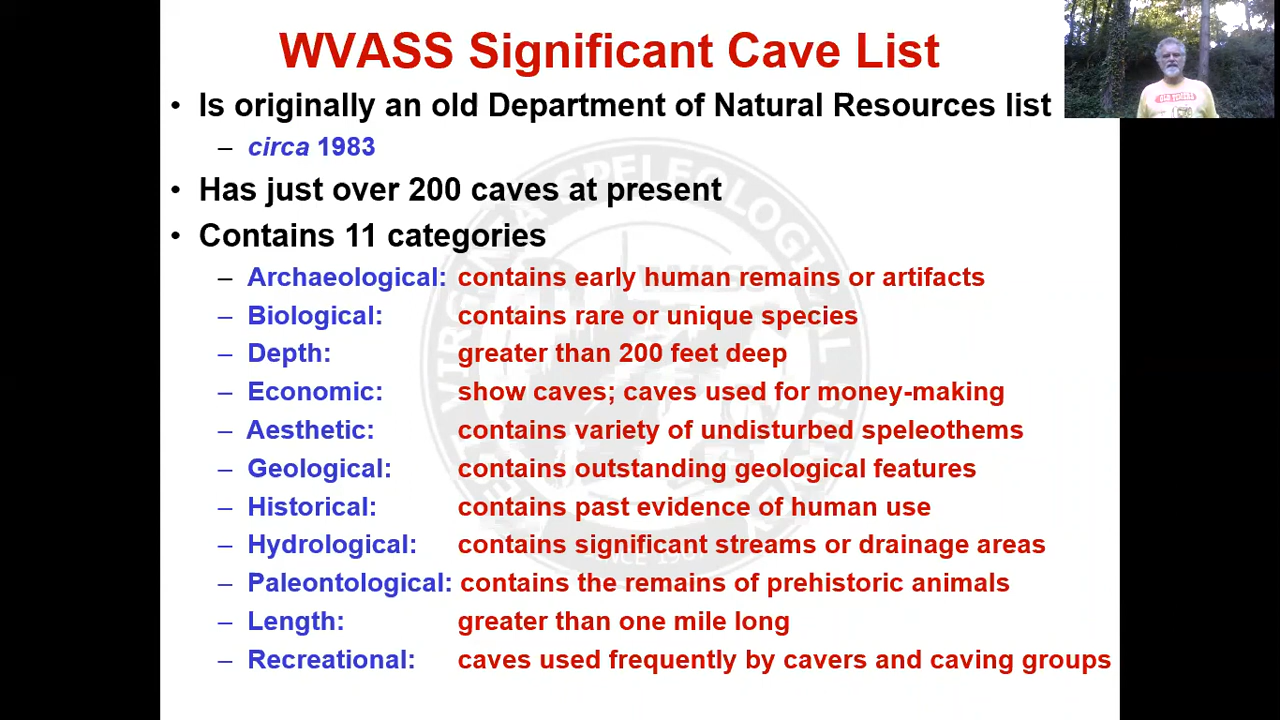 WVASS Significant Cave List
• Is originally an old Department of Natural Resources list
– circa 1983
• Has just over 200 caves at present
• Contains 11 categories
– Archaeological: contains early human remains or artifacts
– Biological: contains rare or unique species
– Depth: greater than 200 feet deep
– Economic: show caves; caves used for money-making
– Aesthetic: contains variety of undisturbed speleothems
– Geological: contains outstanding geological features
– Historical: contains past evidence of human use
– Hydrological: contains significant streams or drainage areas
– Paleontological: contains the remains of prehistoric animals
– Length: greater than one mile long
– Recreational: caves used frequently by cavers and caving groups